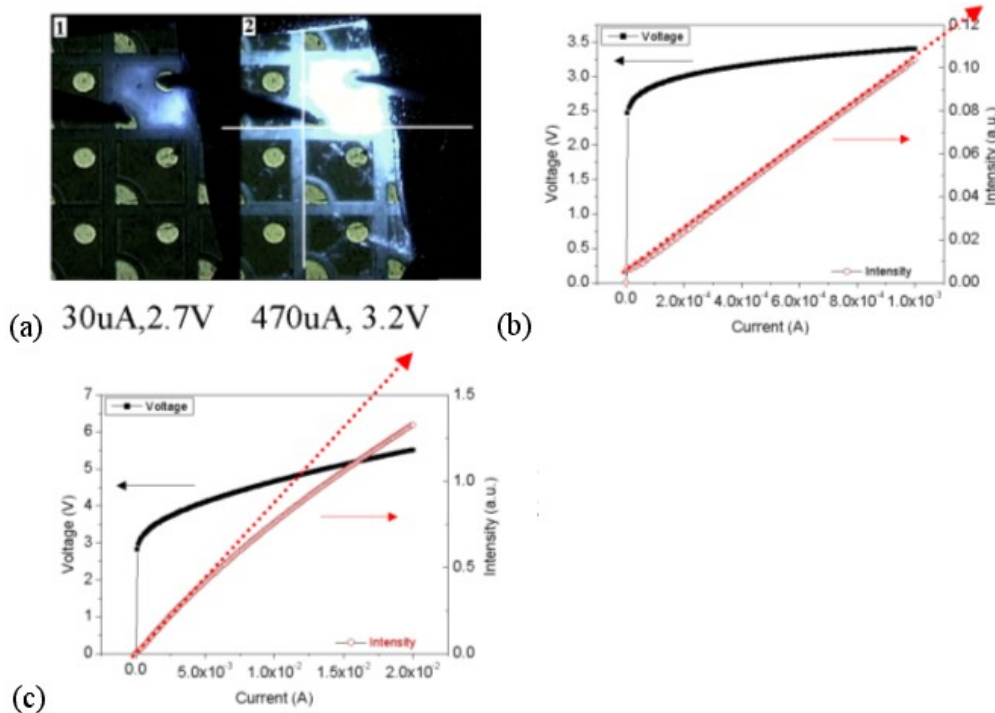 1
2
(a) 30uA,2.7V 470uA, 3.2V
(b)
Voltage
Intensity
Voltage (V)
3.5
3.0
2.5
2.0
1.5
1.0
0.5
0.0
Intensity (a.u.)
0.12
0.10
0.08
0.06
0.04
0.02
0.00
0.0 2.0x10⁻⁴ 4.0x10⁻⁴ 6.0x10⁻⁴ 8.0x10⁻⁴ 1.0x10⁻³
Current (A)
(c)
Voltage
Intensity
Voltage (V)
7
6
5
4
3
2
1
0
Intensity (a.u.)
1.5
1.0
0.5
0.0
0.0 5.0x10⁻³ 1.0x10⁻² 1.5x10⁻² 2.0x10⁻²
Current (A)